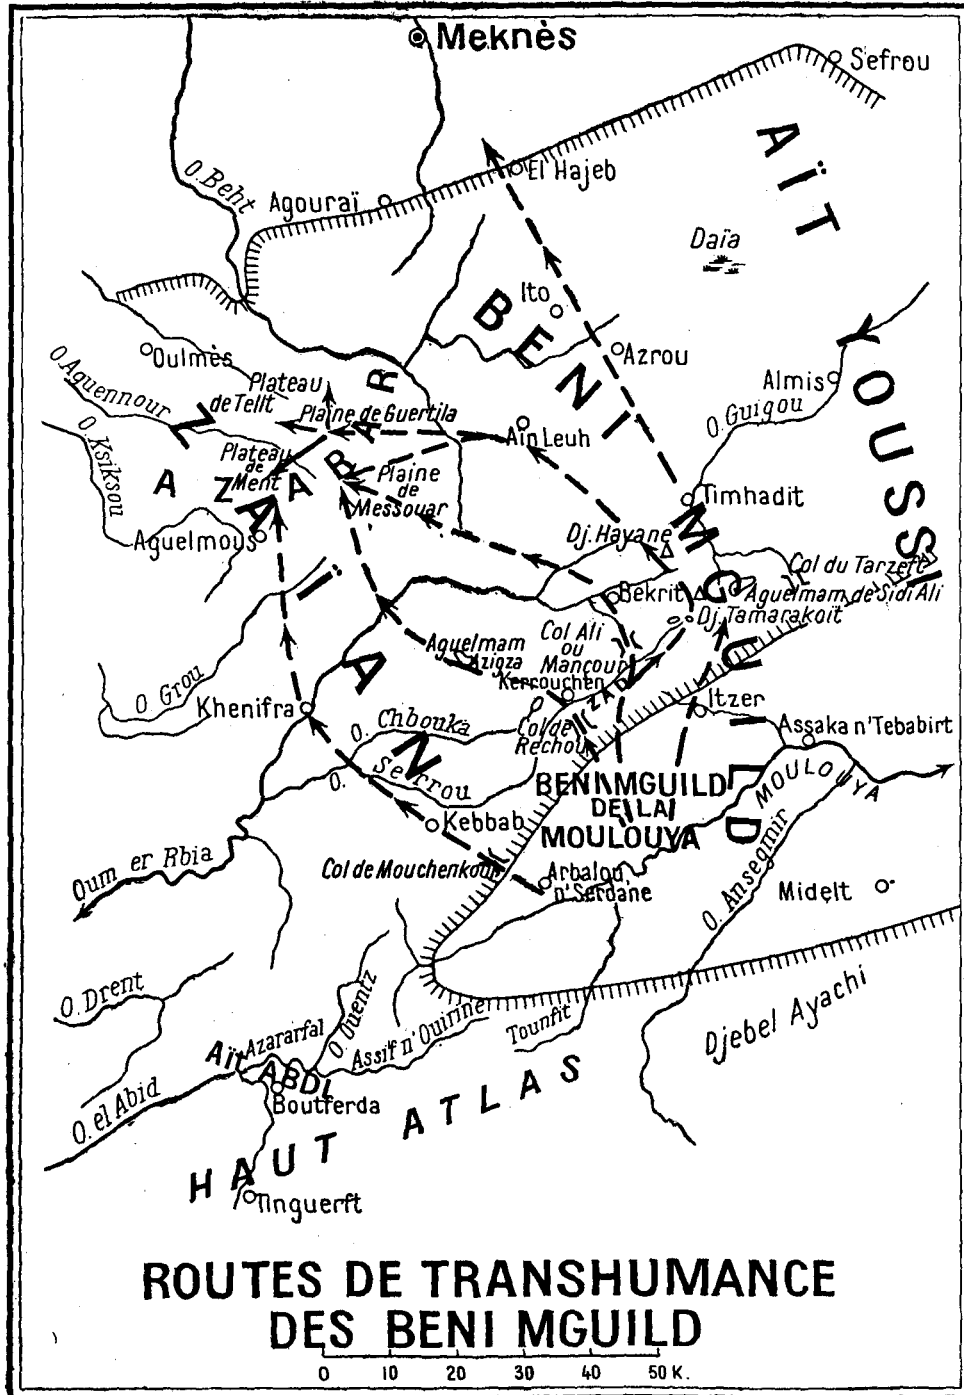 Meknès
Sefrou
AÏT
O. Beht
Agouraï
El Hajeb
Daïa
Ito
BENI
YOUSSI
Oulmès
Azrou
O. Aguennour
Plateau
de Tellt
Plaine de Guertila
Almis
O. Guigou
Aïn Leuh
O. Ksiksou
Plateau
de
Ment
AZARAR
Plaine
de
Messouar
Timhadit
ZAÏAN
MGUILD
Aguelmous
Dj. Hayane
Col du Tarzeft
Bekrit
Aguelmam de Sidi Ali
Dj. Tamarakoït
Aguelmam
Azigza
Col Ali
ou
Mançour
Kerrouchen
ZAD
O Grou
Khenifra
O. Chbouka
Col de
Rechou
Itzer
Assaka n'Tebabirt
O. Serrou
BENI MGUILD
DE LA
MOULOUYA
MOULOUYA
Kebbab
Oum er Rbia
Col de Mouchenkour
Arbalou
n'Serdane
O. Ansegmir
Midelt
O. Drent
O. Ouentz
Assif n'Ouirine
Tounfit
Djebel Ayachi
Azararfal
Aït ABDI
O. el Abid
Boutferda
HAUT ATLAS
Tinguerft
ROUTES DE TRANSHUMANCE
DES BENI MGUILD
0 10 20 30 40 50 K.